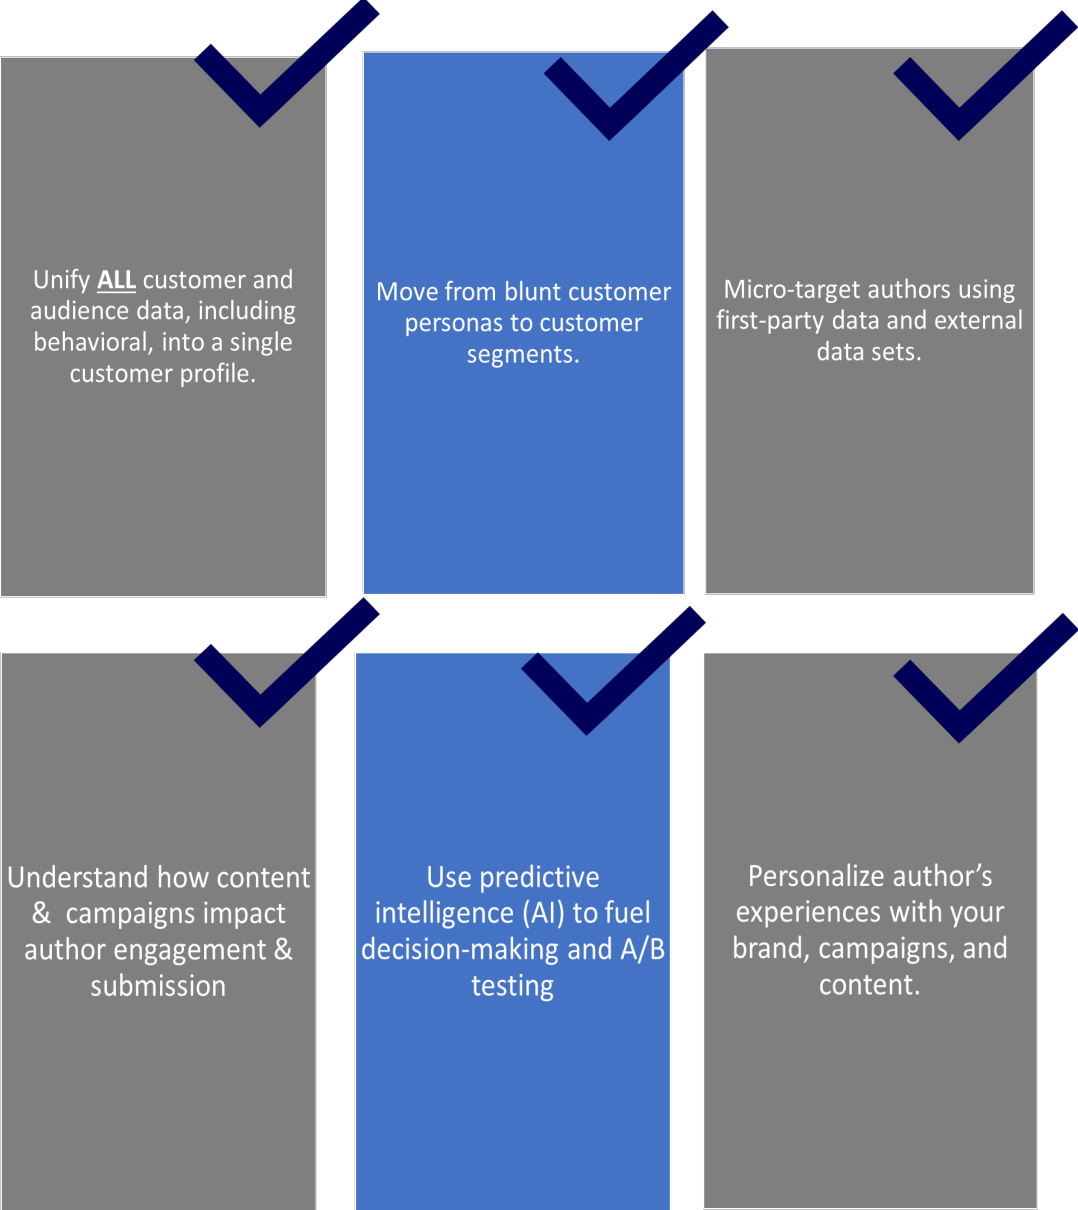 Unify ALL customer and
audience data, including
behavioral, into a single
customer profile.
Move from blunt customer
personas to customer
segments.
Micro-target authors using
first-party data and external
data sets.
Understand how content
&  campaigns impact
author engagement &
submission
Use predictive
intelligence (AI) to fuel
decision-making and A/B
testing
Personalize author’s
experiences with your
brand, campaigns, and
content.